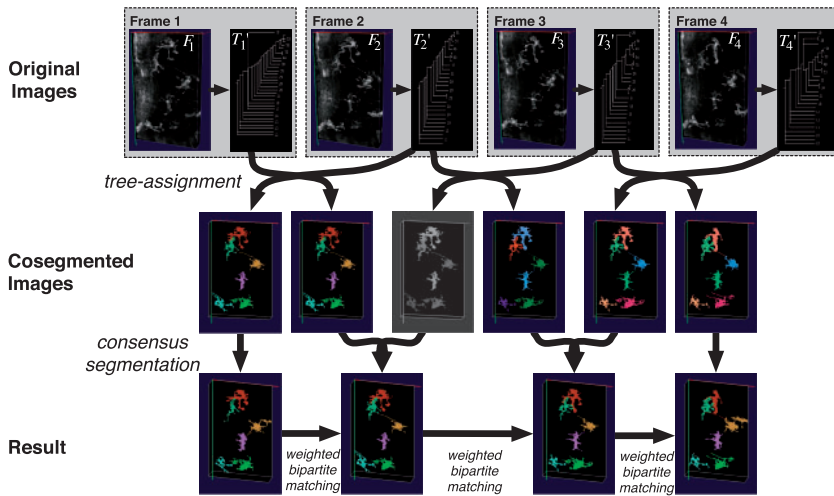 Frame 1
Frame 2
Frame 3
Frame 4
F1
T1'
F2
T2'
F3
T3'
F4
T4'
Original
Images
tree-assignment
Cosegmented
Images
consensus
segmentation
Result
weighted
bipartite
matching
weighted
bipartite
matching
weighted
bipartite
matching